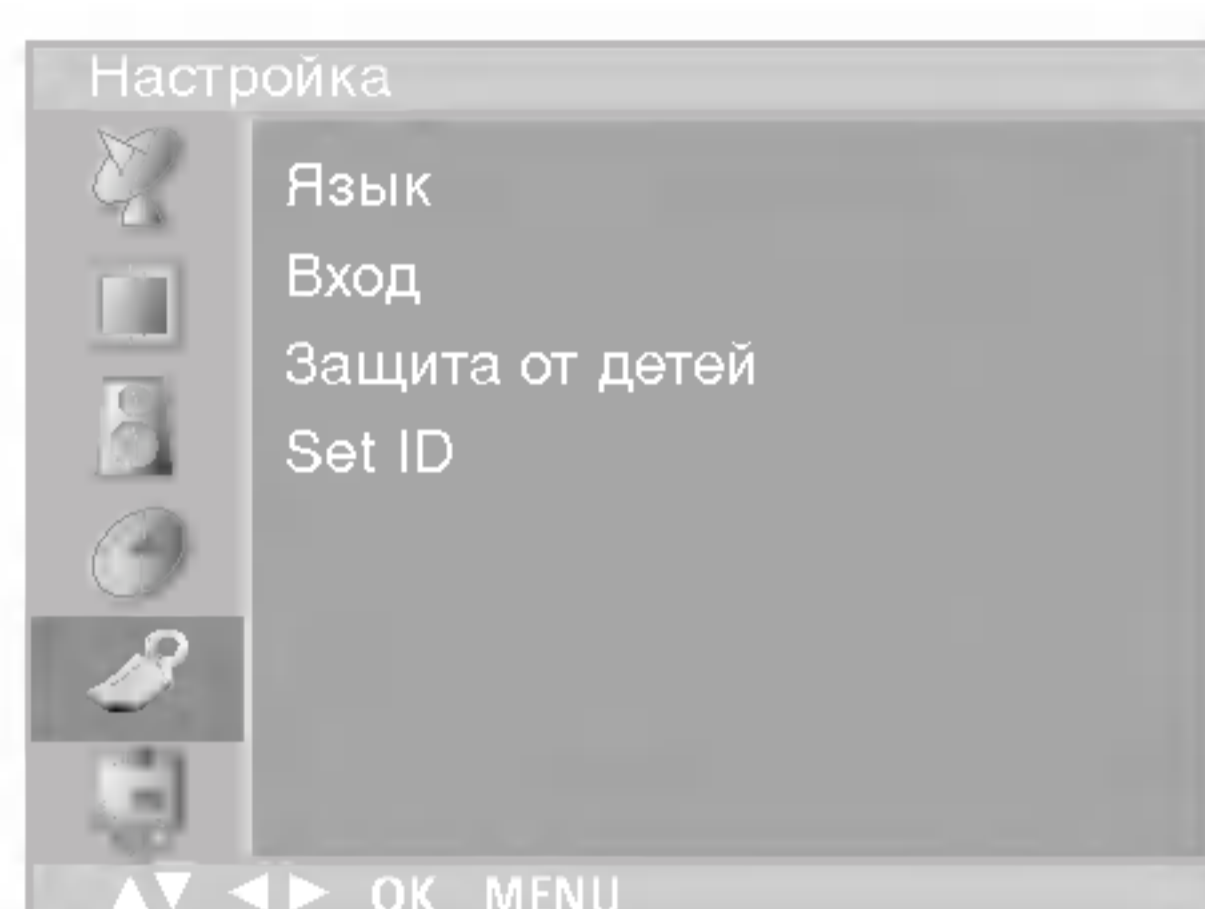 Настройка
Язык
Вход
Защита от детей
Set ID
▲▼ ◀ ▶ OK MENU